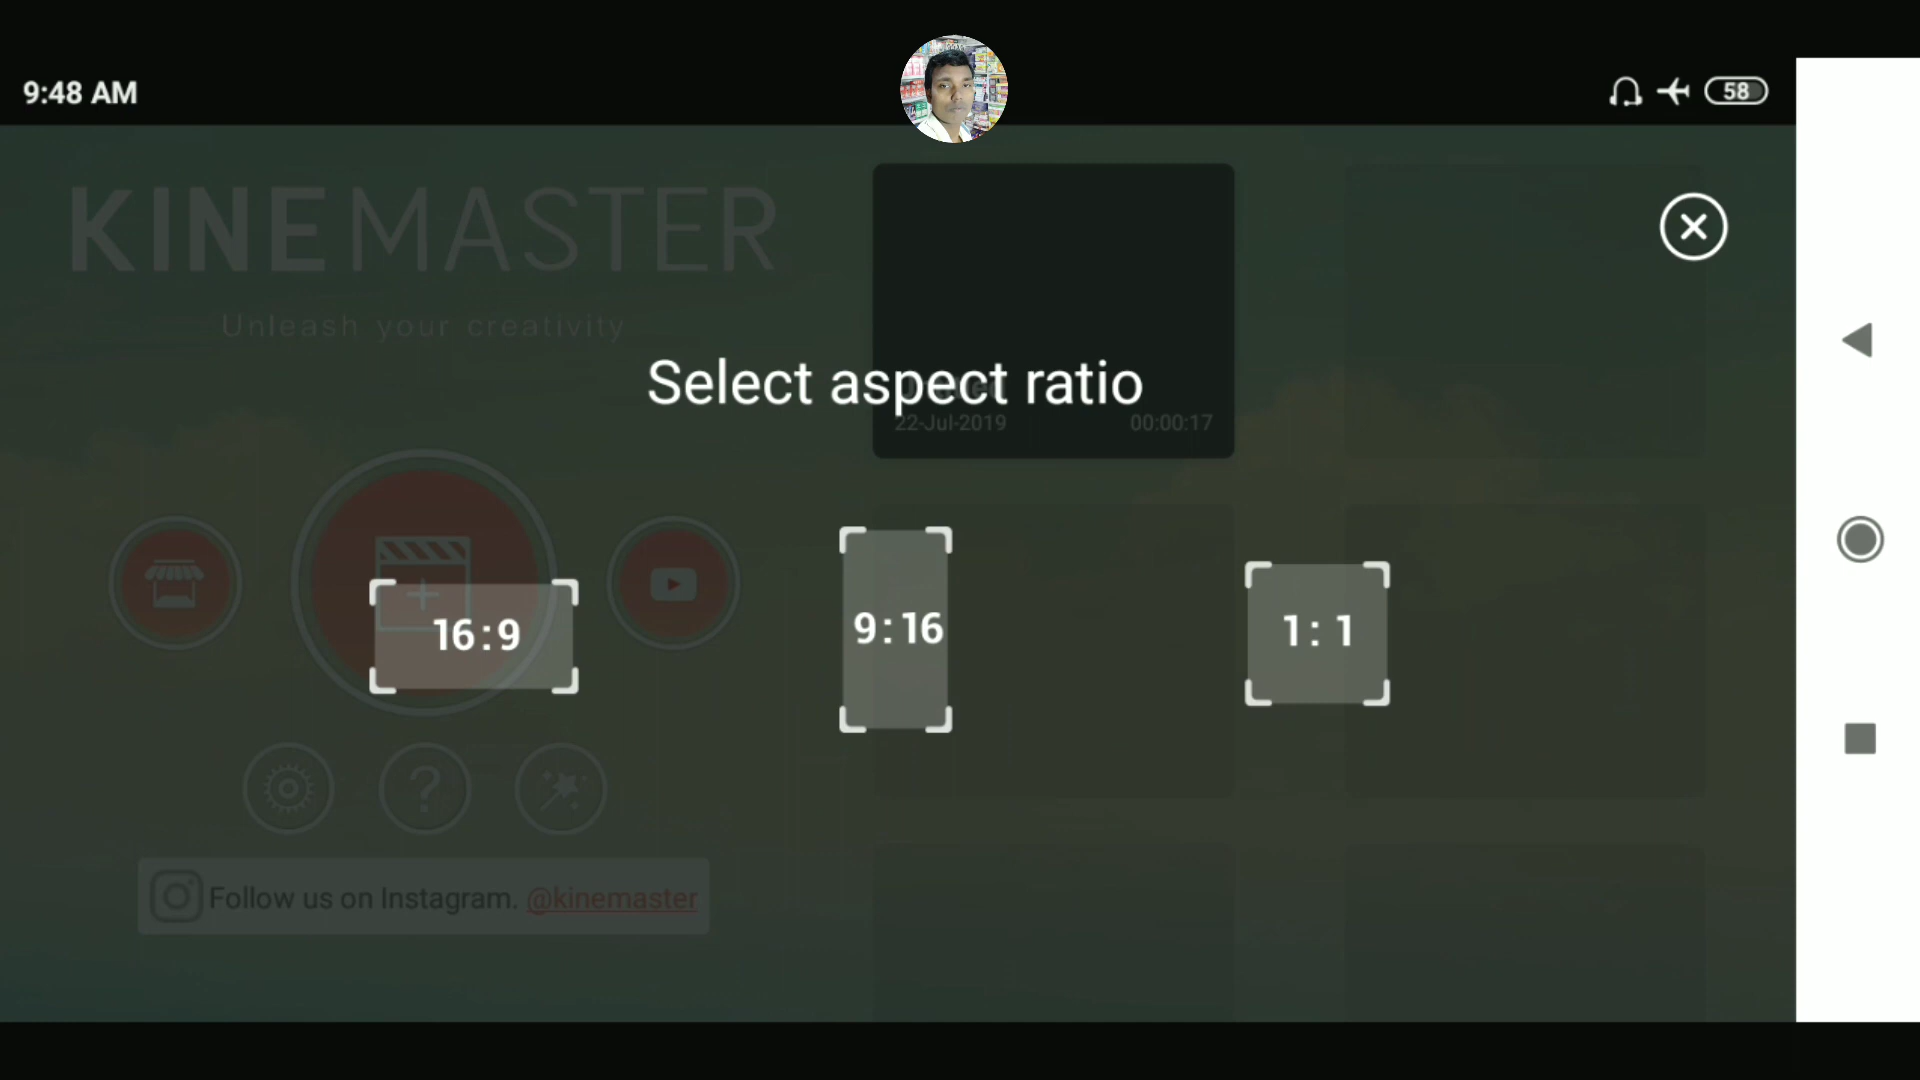 9:48 AM
58
KINEMASTER
Unleash your creativity
Select aspect ratio
22-Jul-2019 00:00:17
16:9
9:16
1:1
Follow us on Instagram. @kinemaster